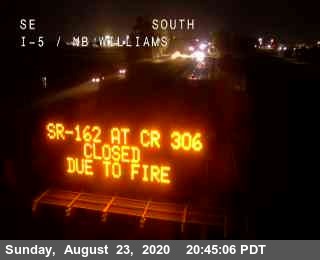 SE SOUTH
I-5 / NB WILLIAMS
SR-162 AT CR 306
CLOSED
DUE TO FIRE
Sunday, August 23, 2020 20:45:06 PDT